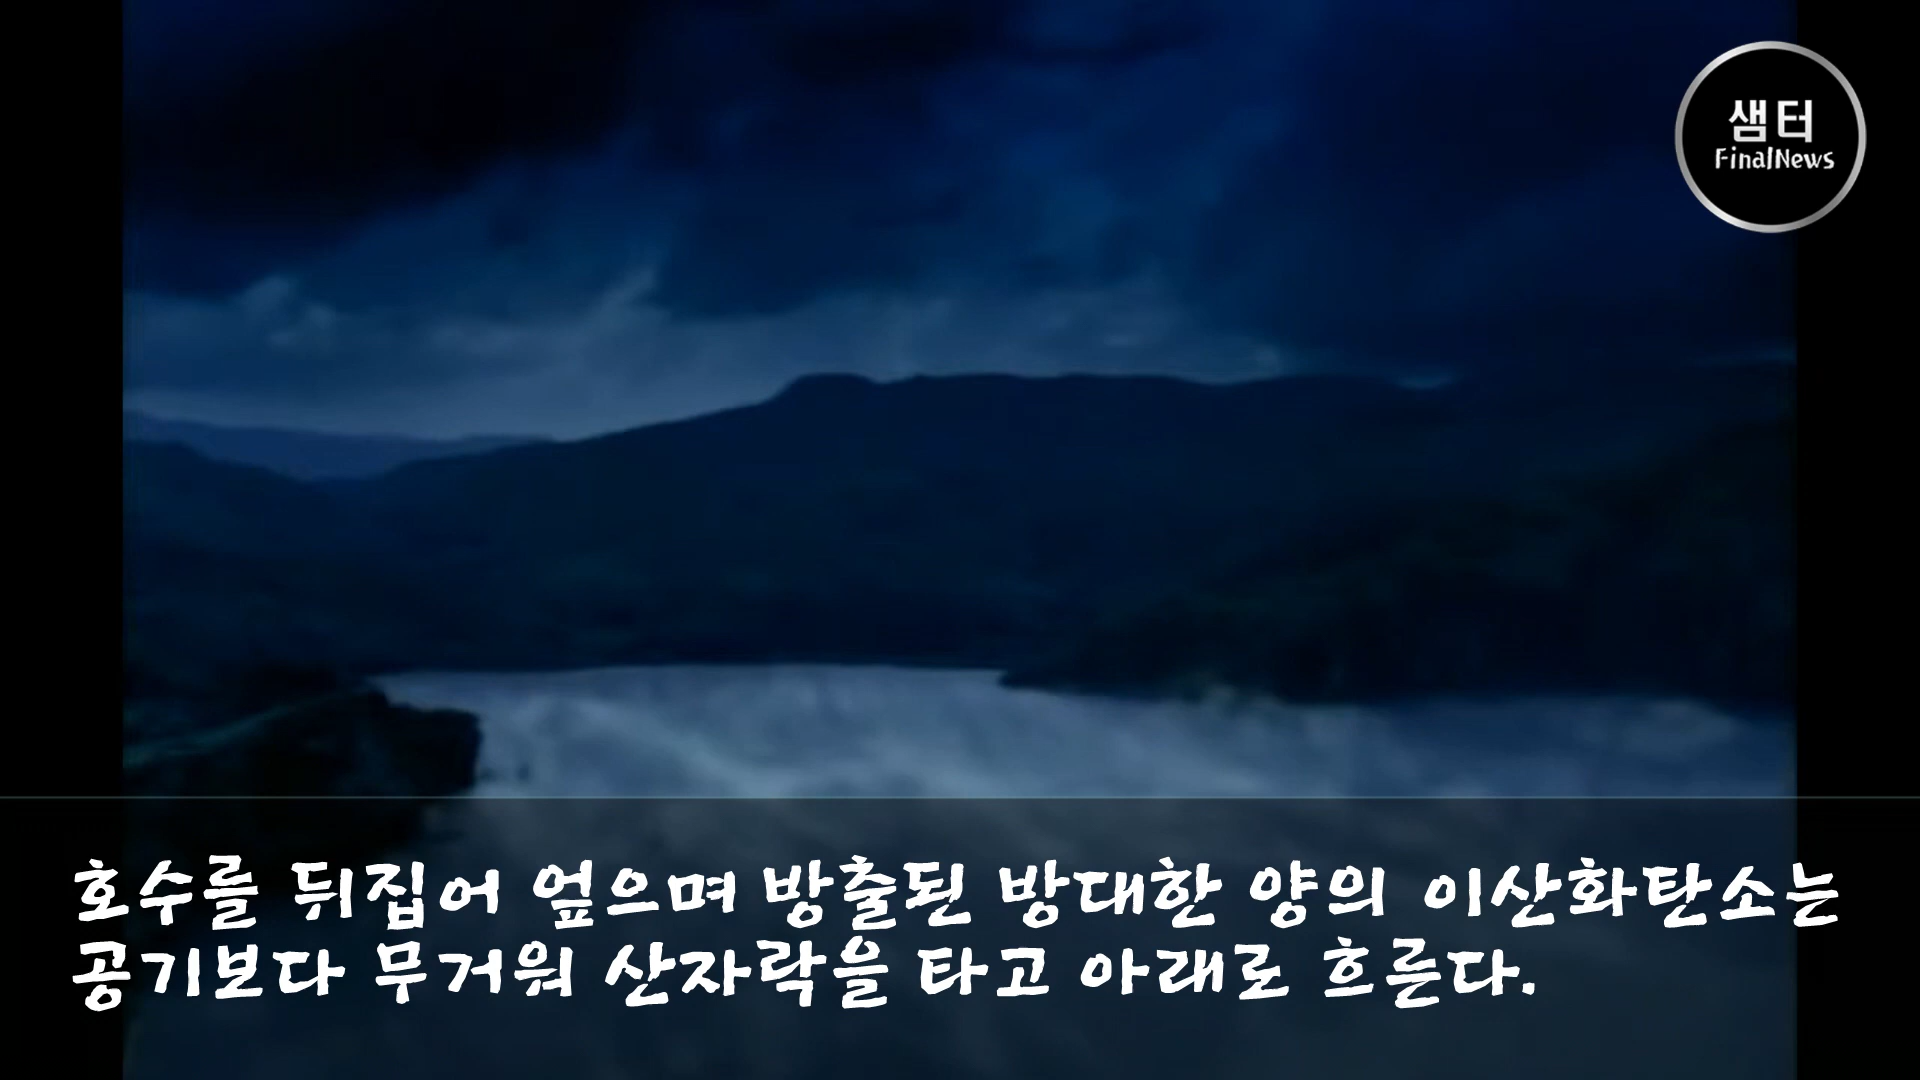 샘터
FinalNews
호수를 뒤집어 엎으며 방출된 방대한 양의 이산화탄소는
공기보다 무거워 산자락을 타고 아래로 흐른다.